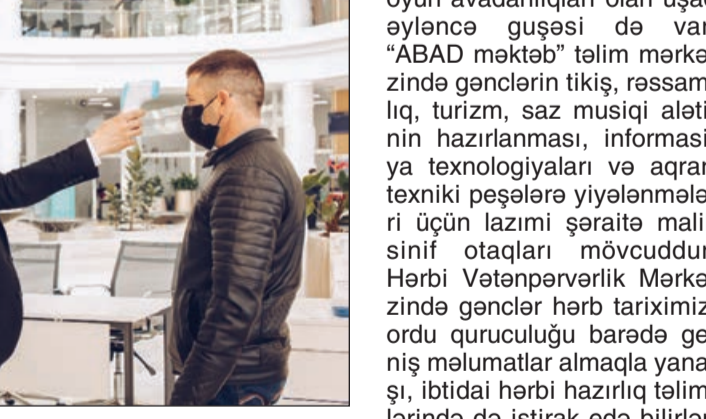 oyun avadanlıqları olan uşaq
əyləncə guşəsi də var
“ABAD məktəb” təlim mərkə
zində gənclərin tikiş, rəssam
lıq, turizm, saz musiqi aləti
nin hazırlanması, informasi
ya texnologiyaları və aqrar
texniki peşələrə yiyələnmələ
ri üçün lazımi şəraitə mali
sinif otaqları mövcuddur
Hərbi Vətənpərvərlik Mərkə
zində gənclər hərb tariximiz
ordu quruculuğu barədə ge
niş məlumatlar almaqla yana
şı, ibtidai hərbi hazırlıq təlim
lərində də iştirak edə bilirlər